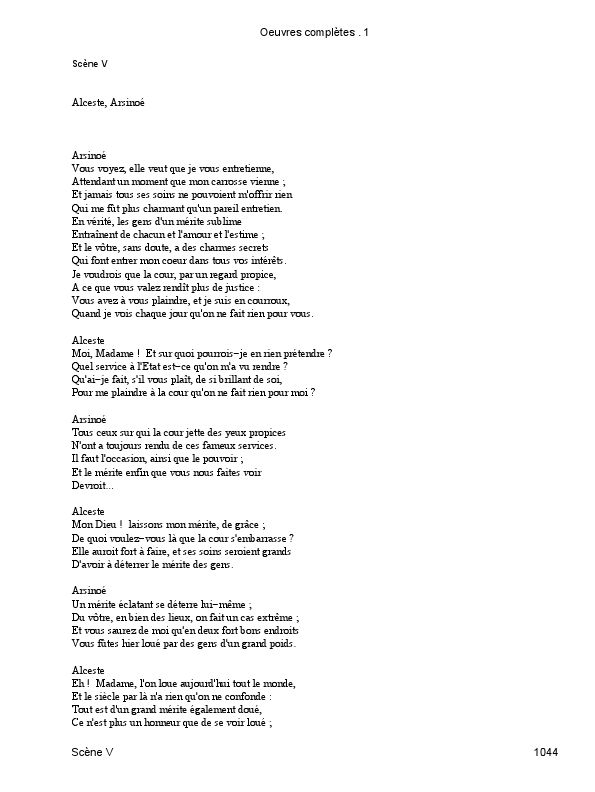 Oeuvres complètes . 1
Scène V
Alceste, Arsinoé
Arsinoé
Vous voyez, elle veut que je vous entretienne,
Attendant un moment que mon carrosse vienne ;
Et jamais tous ses soins ne pouvoient m'offrir rien
Qui me fût plus charmant qu'un pareil entretien.
En vérité, les gens d'un mérite sublime
Entraînent de chacun et l'amour et l'estime ;
Et le vôtre, sans doute, a des charmes secrets
Qui font entrer mon coeur dans tous vos intérêts.
Je voudrois que la cour, par un regard propice,
A ce que vous valez rendît plus de justice :
Vous avez à vous plaindre, et je suis en courroux,
Quand je vois chaque jour qu'on ne fait rien pour vous.
Alceste
Moi, Madame !  Et sur quoi pourrois−je en rien prétendre ?
Quel service à l'Etat est−ce qu'on m'a vu rendre ?
Qu'ai−je fait, s'il vous plaît, de si brillant de soi,
Pour me plaindre à la cour qu'on ne fait rien pour moi ?
Arsinoé
Tous ceux sur qui la cour jette des yeux propices
N'ont a toujours rendu de ces fameux services.
Il faut l'occasion, ainsi que le pouvoir ;
Et le mérite enfin que vous nous faites voir
Devroit...
Alceste
Mon Dieu !  laissons mon mérite, de grâce ;
De quoi voulez−vous là que la cour s'embarrasse ?
Elle auroit fort à faire, et ses soins seroient grands
D'avoir à déterrer le mérite des gens.
Arsinoé
Un mérite éclatant se déterre lui−même ;
Du vôtre, en bien des lieux, on fait un cas extrême ;
Et vous saurez de moi qu'en deux fort bons endroits
Vous fûtes hier loué par des gens d'un grand poids.
Alceste
Eh !  Madame, l'on loue aujourd'hui tout le monde,
Et le siècle par là n'a rien qu'on ne confonde :
Tout est d'un grand mérite également doué,
Ce n'est plus un honneur que de se voir loué ;
Scène V
1044